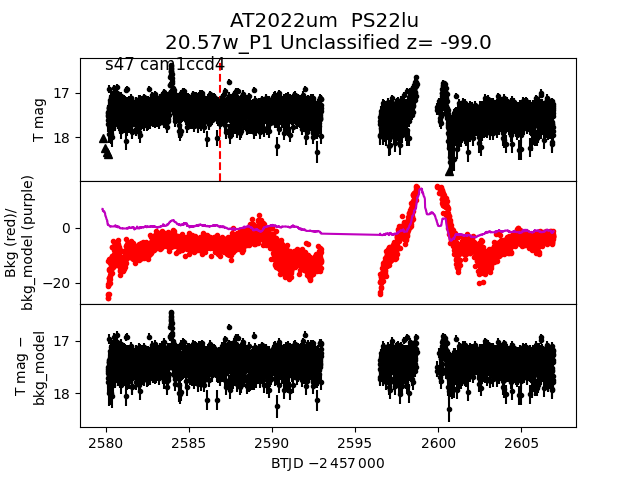 AT2022um  PS22lu
20.57w_P1 Unclassified z= -99.0
s47 cam1ccd4
T mag
17
18
Bkg (red)/
bkg_model (purple)
0
−20
T mag −
bkg_model
17
18
2580
2585
2590
2595
2600
2605
BTJD −2 457 000